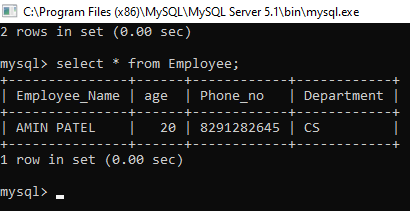 C:\Program Files (x86)\MySQL\MySQL Server 5.1\bin\mysql.exe
2 rows in set (0.00 sec)
mysql> select * from Employee;
+---------------+------+------------+------------+
| Employee_Name | age  | Phone_no   | Department |
+---------------+------+------------+------------+
| AMIN PATEL    |   20 | 8291282645 | CS         |
+---------------+------+------------+------------+
1 row in set (0.00 sec)
mysql> _